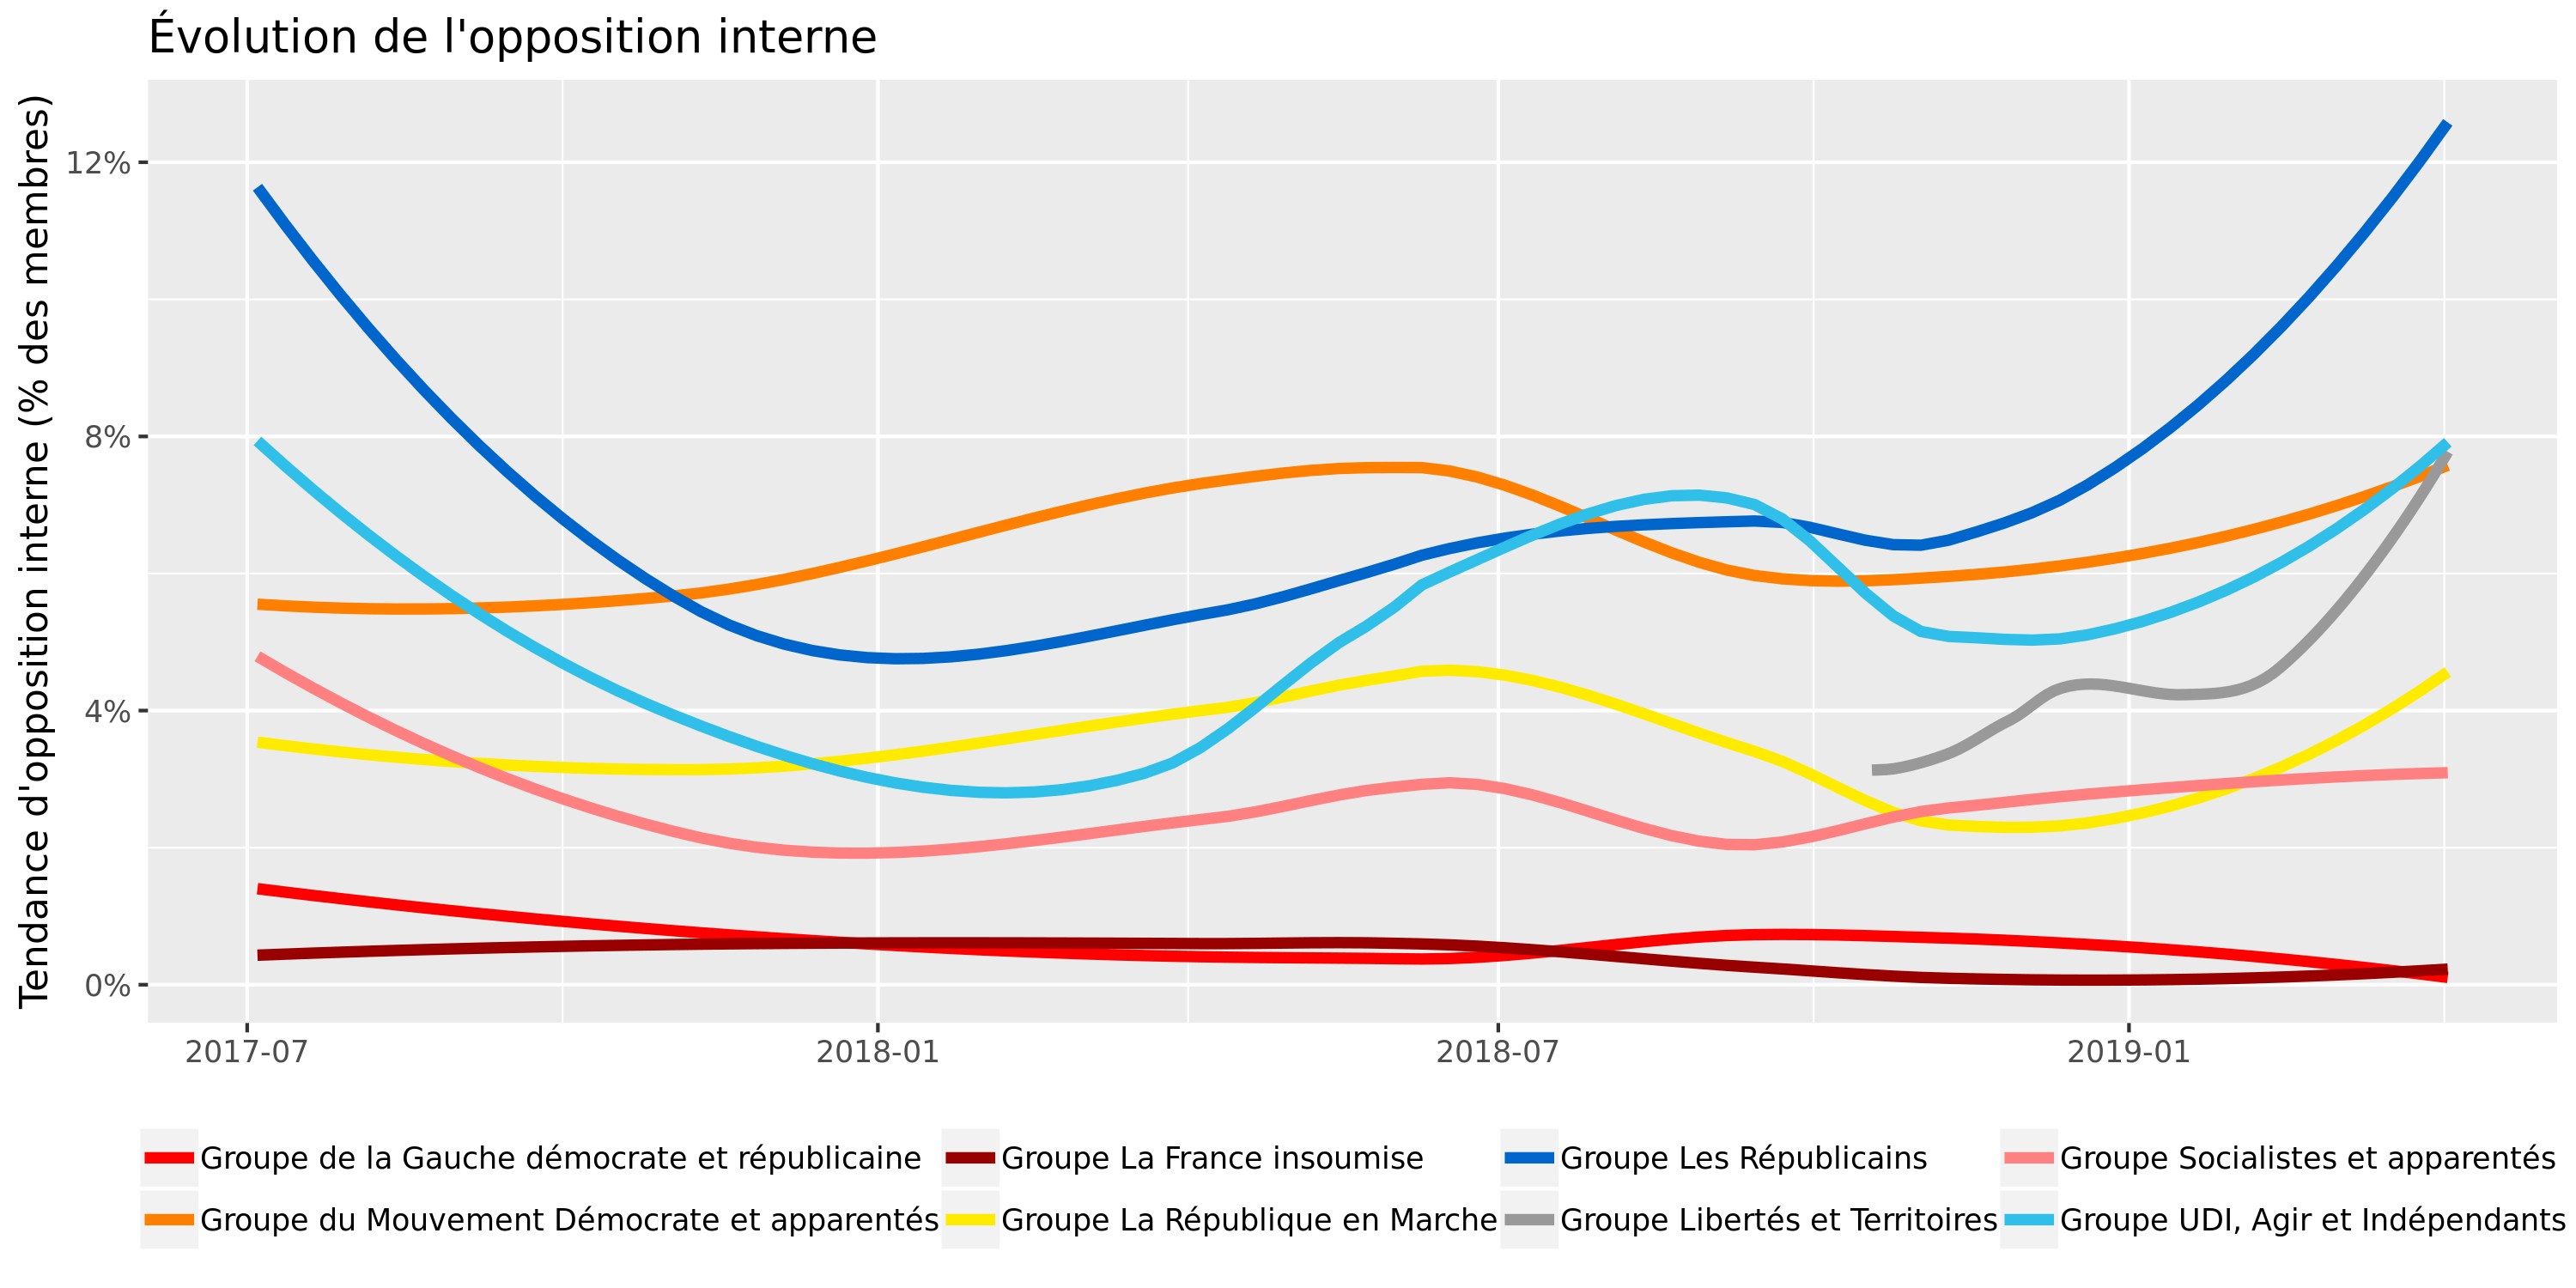 Évolution de l'opposition interne
Tendance d'opposition interne (% des membres)
12%
8%
4%
0%
2017-07 2018-01 2018-07 2019-01
Groupe de la Gauche démocrate et républicaine Groupe La France insoumise Groupe Les Républicains Groupe Socialistes et apparentés
Groupe du Mouvement Démocrate et apparentés Groupe La République en Marche Groupe Libertés et Territoires Groupe UDI, Agir et Indépendants